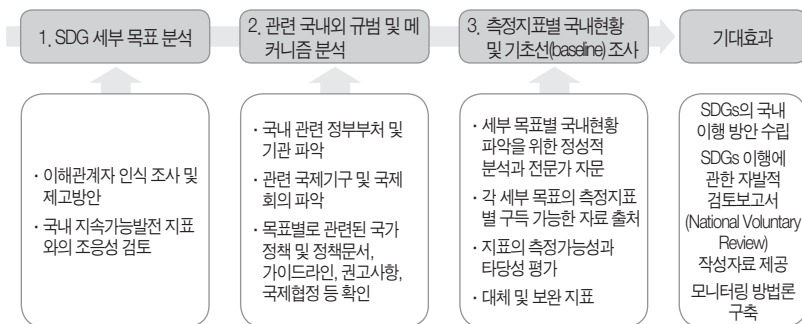 1. SDG 세부 목표 분석
2. 관련 국내외 규범 및 메
커니즘 분석
3. 측정지표별 국내현황
및 기초선(baseline) 조사
기대효과
· 이해관계자 인식 조사 및
제고방안
· 국내 지속가능발전 지표
와의 조응성 검토
· 국내 관련 정부부처 및
기관 파악
· 관련 국제기구 및 국제
회의 파악
· 목표별로 관련된 국가
정책 및 정책문서,
가이드라인, 권고사항,
국제협정 등 확인
· 세부 목표별 국내현황
파악을 위한 정성적
분석과 전문가 자문
· 각 세부 목표의 측정지표
별 구득 가능한 자료 출처
· 지표의 측정가능성과
타당성 평가
· 대체 및 보완 지표
SDGs의 국내
이행 방안 수립
SDGs 이행에
관한 자발적
검토보고서
(National Voluntary
Review)
작성자료 제공
모니터링 방법론
구축